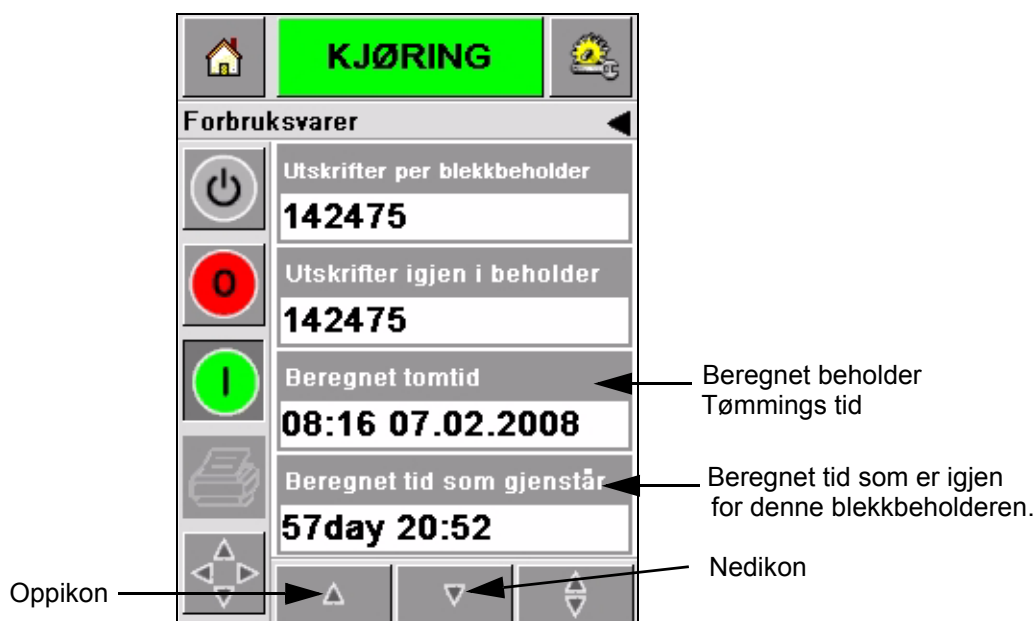 KJØRING
Forbruksvarer
Utskrifter per blekkbeholder
142475
Utskrifter igjen i beholder
142475
Beregnet tomtid
08:16 07.02.2008
Beregnet tid som gjenstår
57day 20:52
O
I
Beregnet beholder
Tømmings tid
Beregnet tid som er igjen
for denne blekkbeholderen.
Nedikon
Oppikon